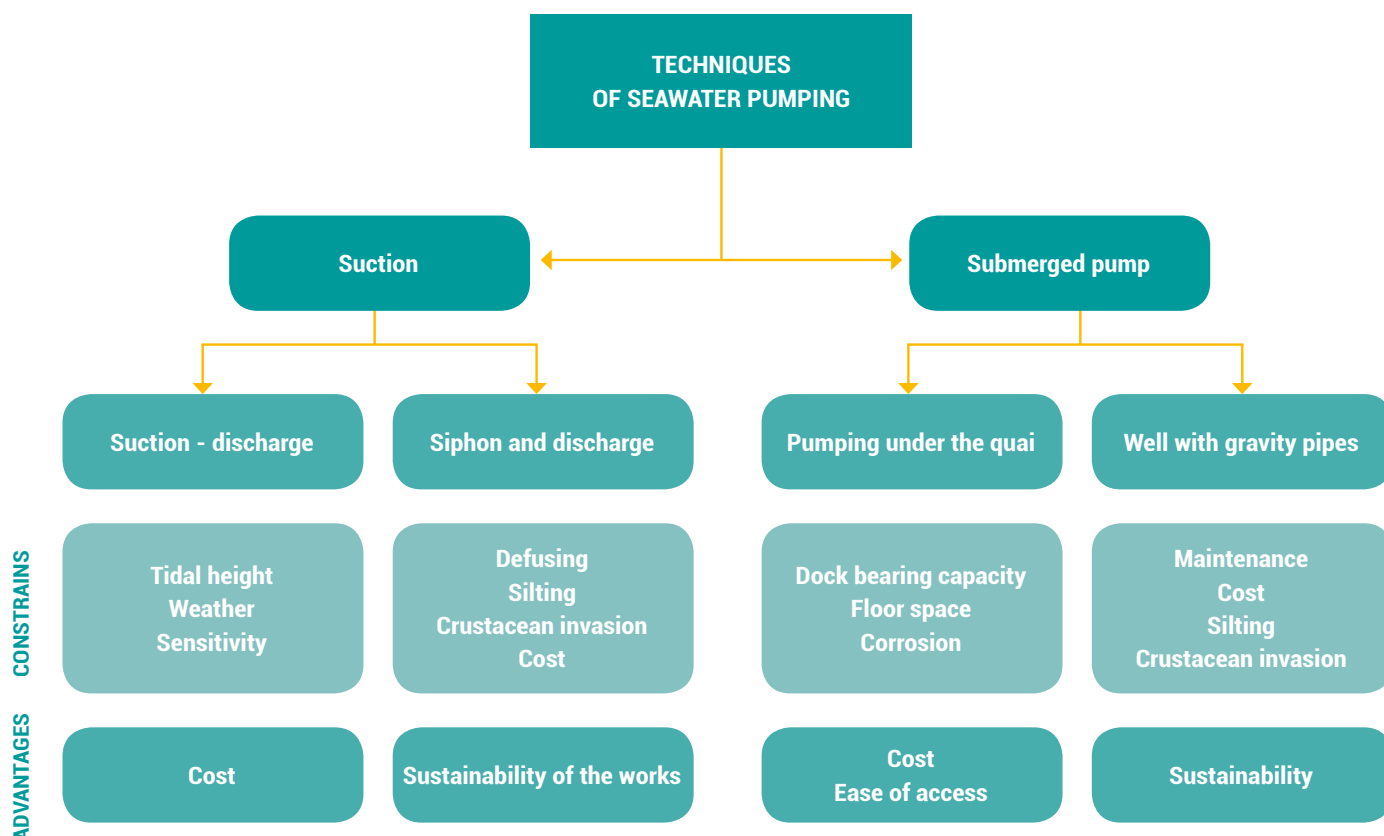 TECHNIQUES
OF SEAWATER PUMPING
Suction
Submerged pump
Suction - discharge
Siphon and discharge
Pumping under the quai
Well with gravity pipes
CONSTRAINS
Tidal height
Weather
Sensitivity
Defusing
Silting
Crustacean invasion
Cost
Dock bearing capacity
Floor space
Corrosion
Maintenance
Cost
Silting
Crustacean invasion
ADVANTAGES
Cost
Sustainability of the works
Cost
Ease of access
Sustainability